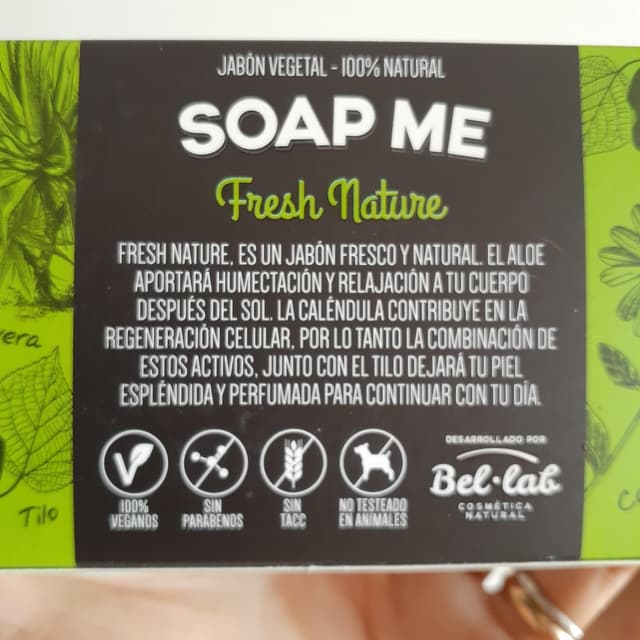 JABÓN VEGETAL - 100% NATURAL
SOAP ME
Fresh Nature
FRESH NATURE, ES UN JABÓN FRESCO Y NATURAL. EL ALOE
APORTARÁ HUMECTACIÓN Y RELAJACIÓN A TU CUERPO
DESPUÉS DEL SOL. LA CALÉNDULA CONTRIBUYE EN LA
REGENERACIÓN CELULAR, POR LO TANTO LA COMBINACIÓN DE
ESTOS ACTIVOS, JUNTO CON EL TILO DEJARÁ TU PIEL
ESPLÉNDIDA Y PERFUMADA PARA CONTINUAR CON TU DÍA.
100%
VEGANOS
SIN
PARABENOS
SIN
TACC
NO TESTEADO
EN ANIMALES
DESARROLLADO POR
Bel·lab
COSMÉTICA
NATURAL
vera
Tilo